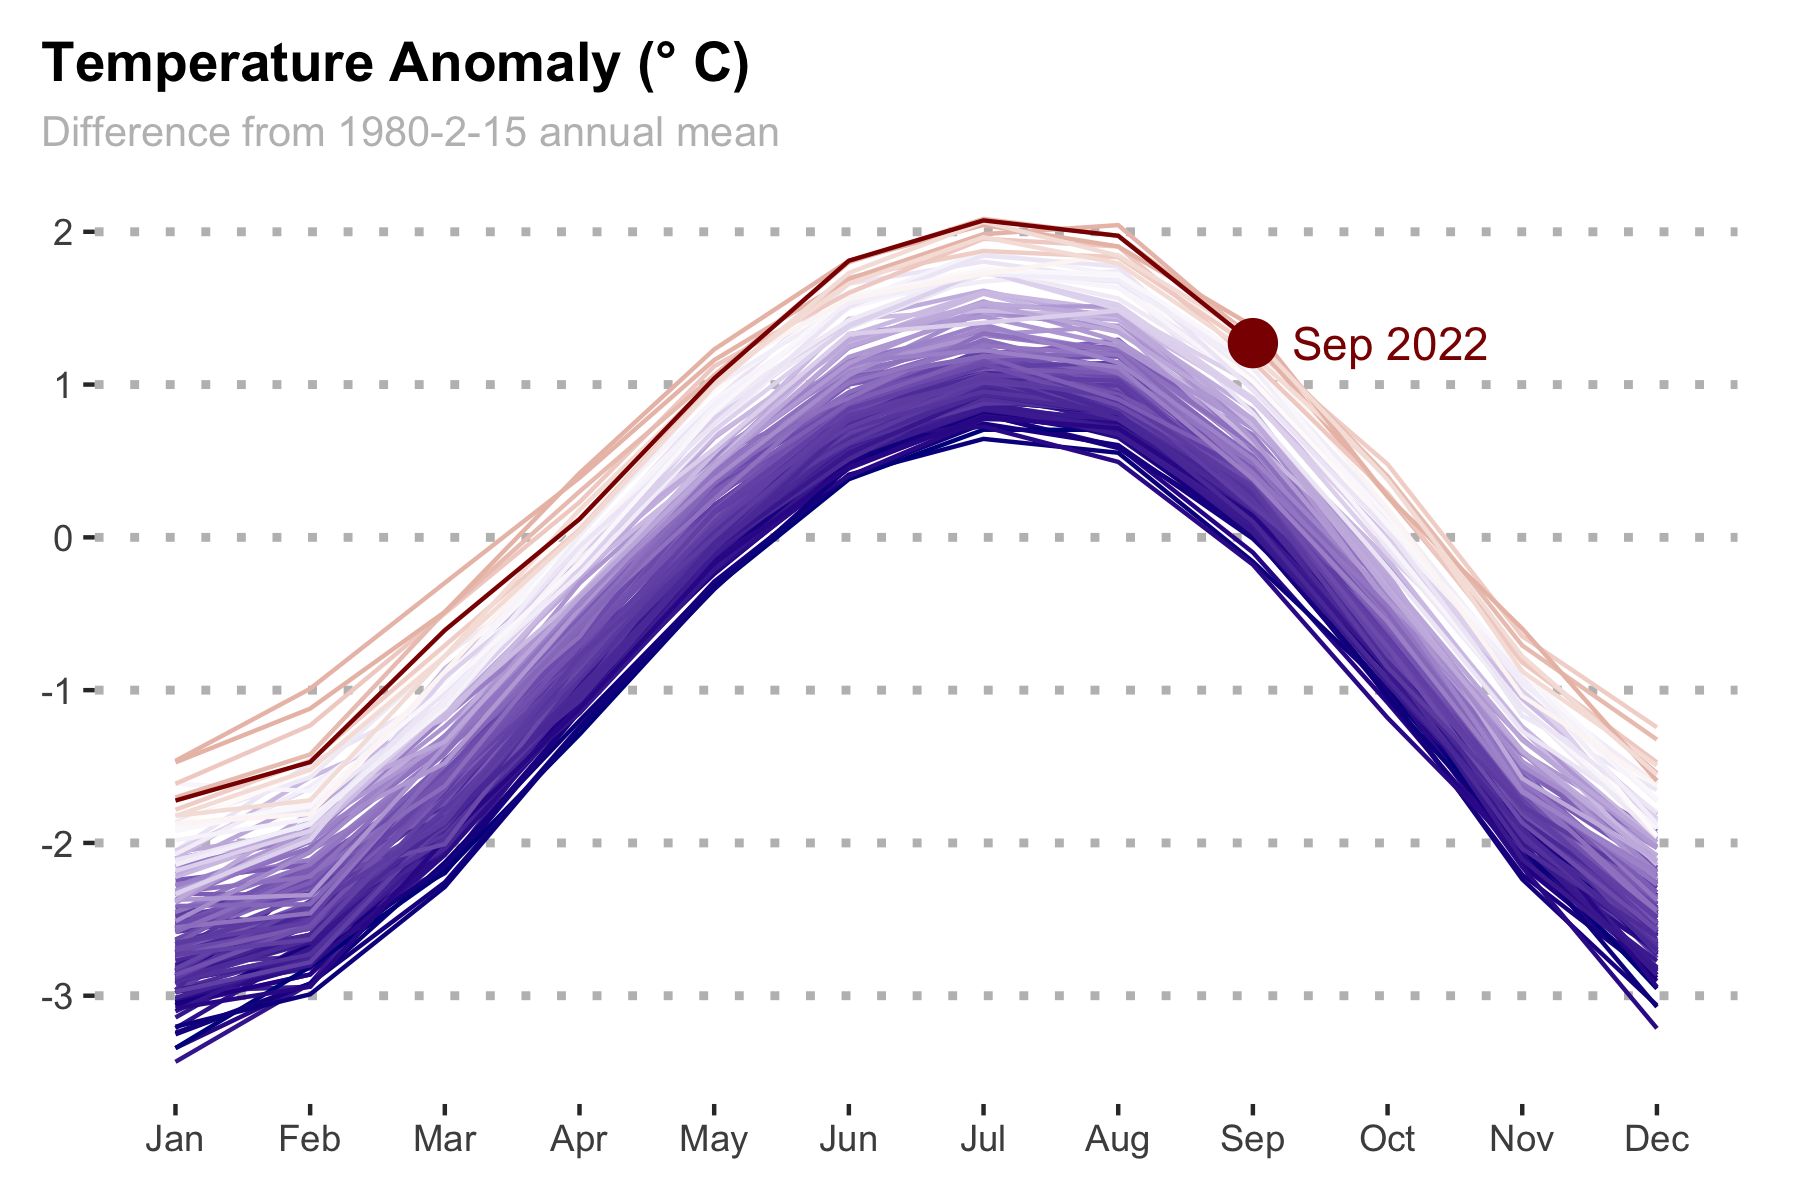 Temperature Anomaly (° C)
Difference from 1980-2-15 annual mean
2
1
0
-1
-2
-3
Sep 2022
Jan Feb Mar Apr May Jun Jul Aug Sep Oct Nov Dec